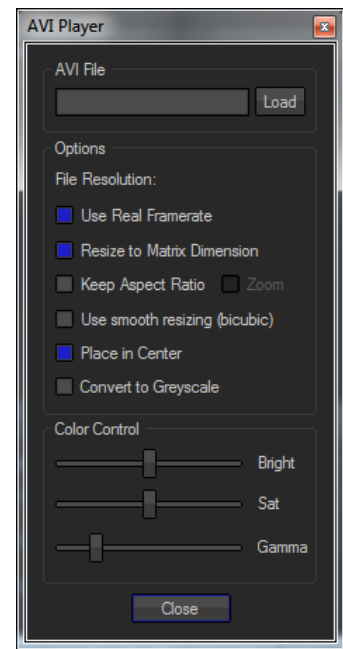 AVI Player
AVI File
Load
Options
File Resolution:
Use Real Framerate
Resize to Matrix Dimension
Keep Aspect Ratio Zoom
Use smooth resizing (bicubic)
Place in Center
Convert to Greyscale
Color Control
Bright
Sat
Gamma
Close